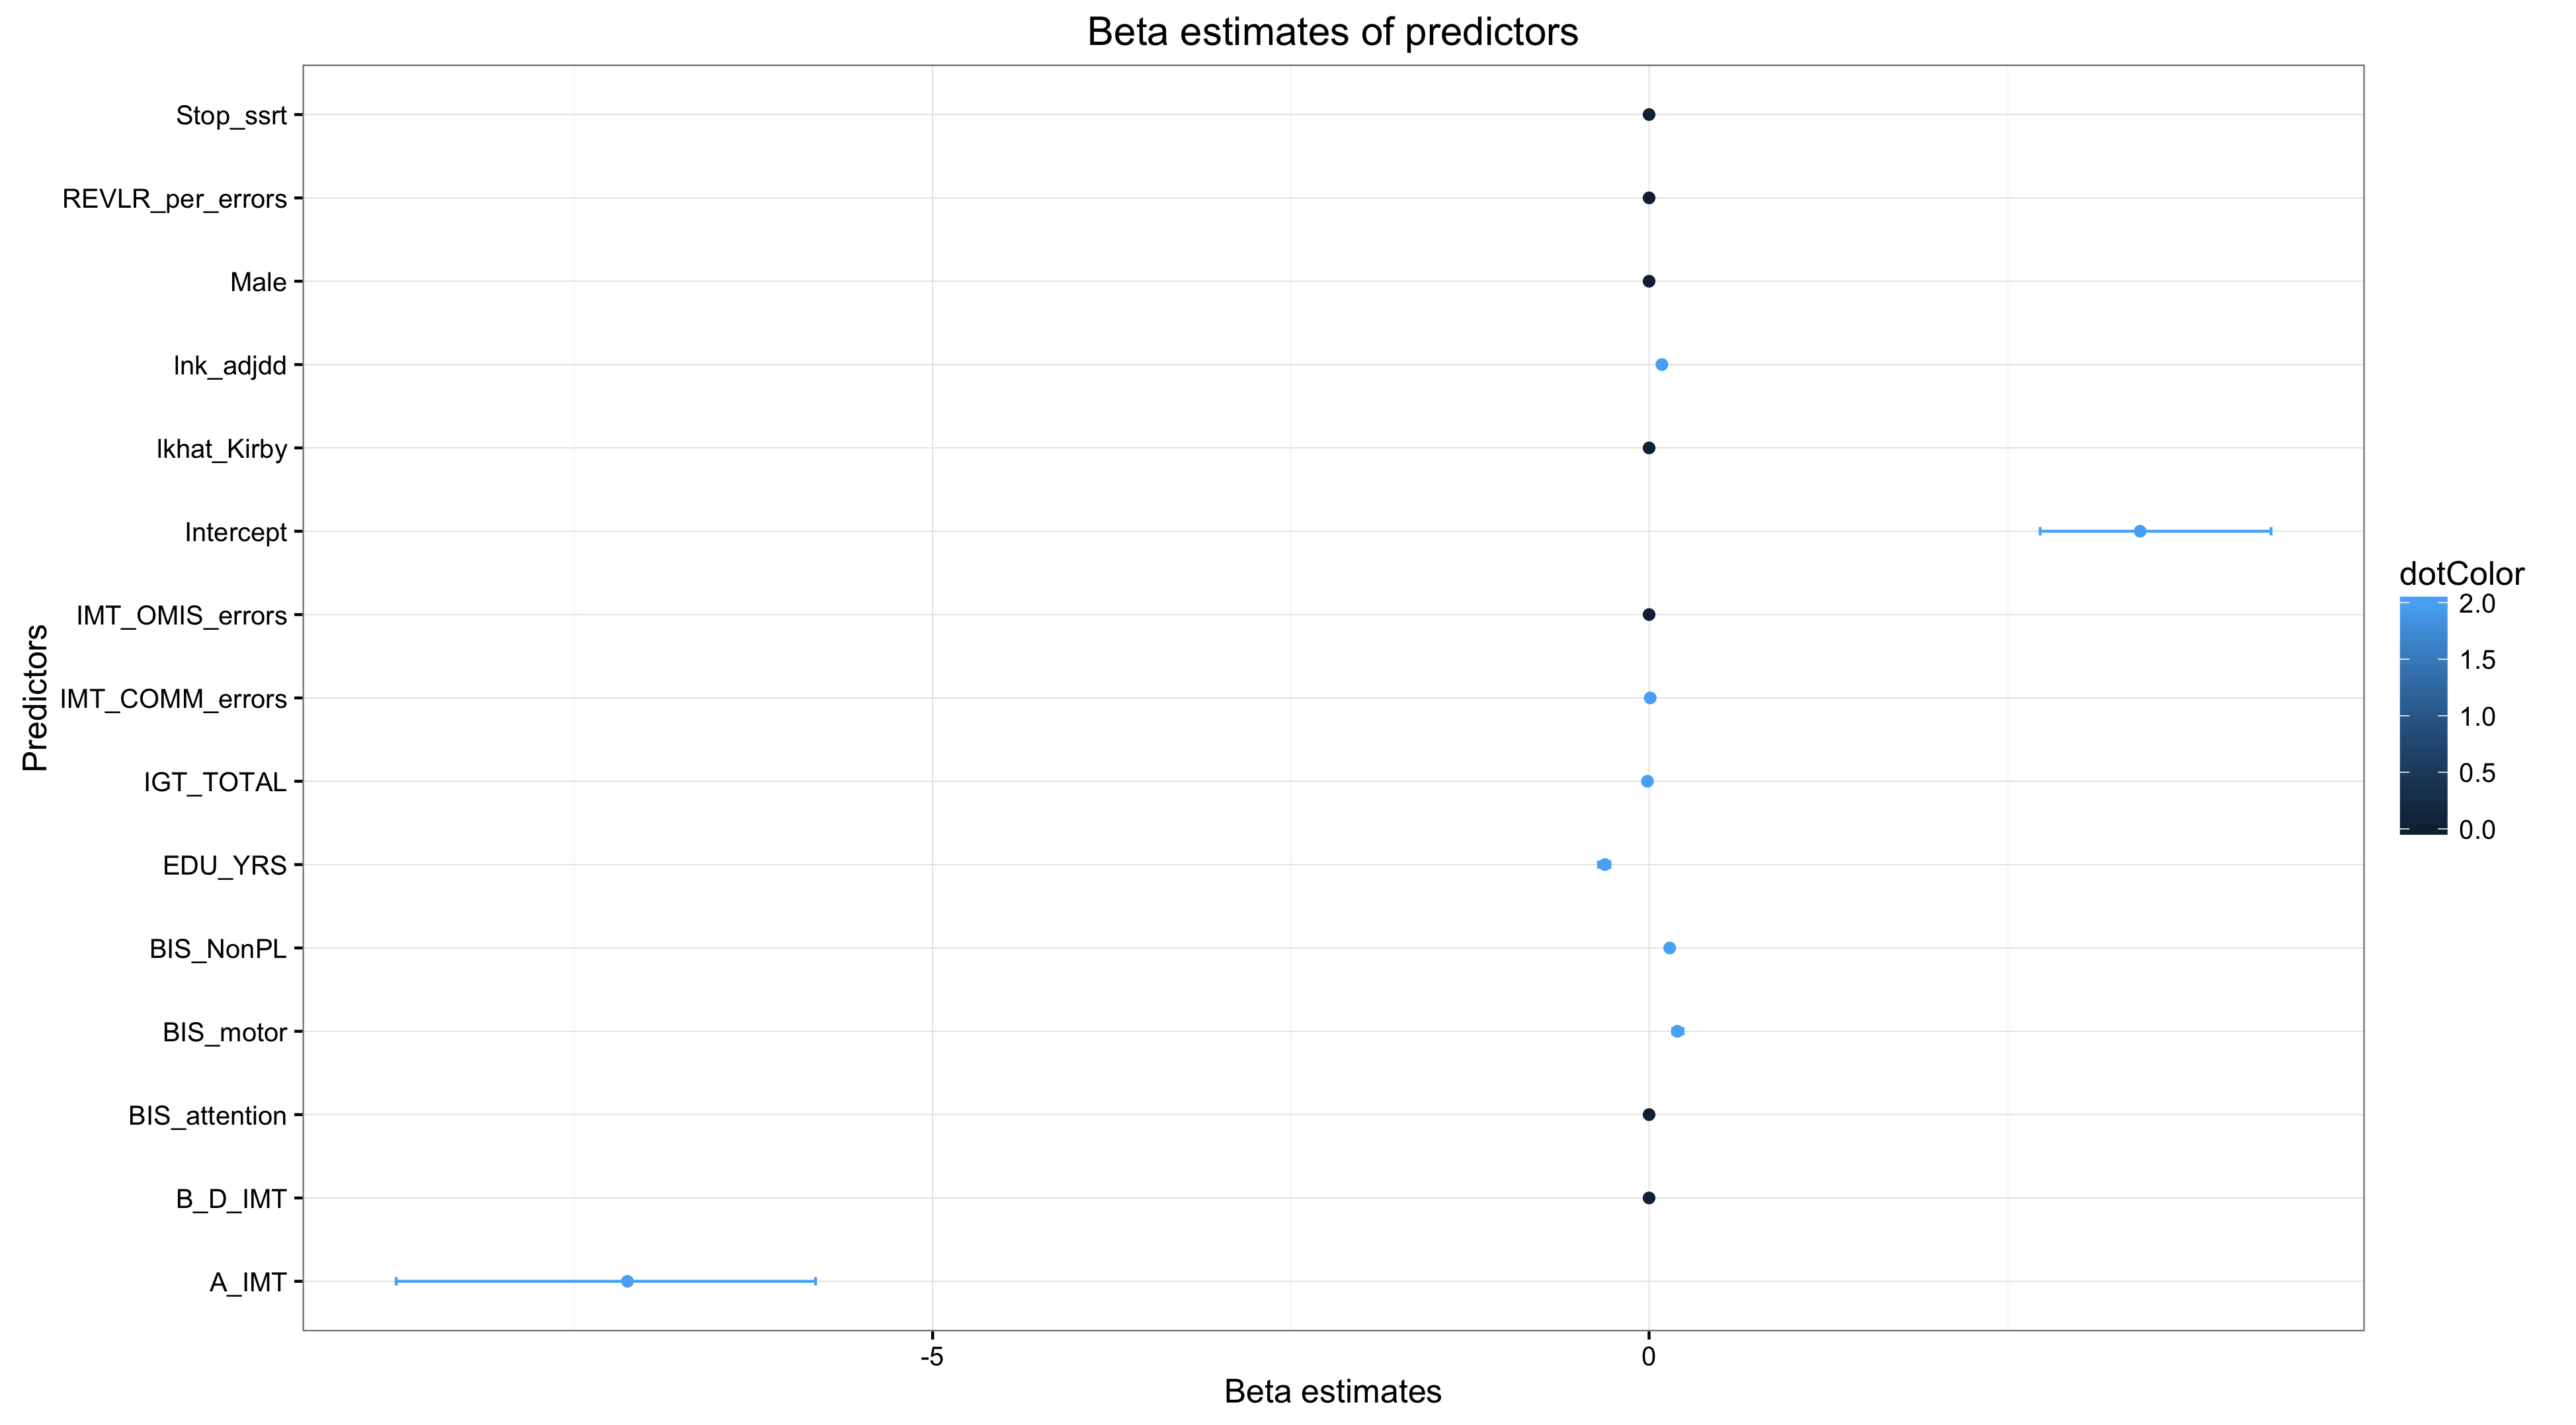 Beta estimates of predictors
Predictors
Stop_ssrt
REVLR_per_errors
Male
lnk_adjdd
lkhat_Kirby
Intercept
IMT_OMIS_errors
IMT_COMM_errors
IGT_TOTAL
EDU_YRS
BIS_NonPL
BIS_motor
BIS_attention
B_D_IMT
A_IMT
-5 0
Beta estimates
dotColor
2.0
1.5
1.0
0.5
0.0